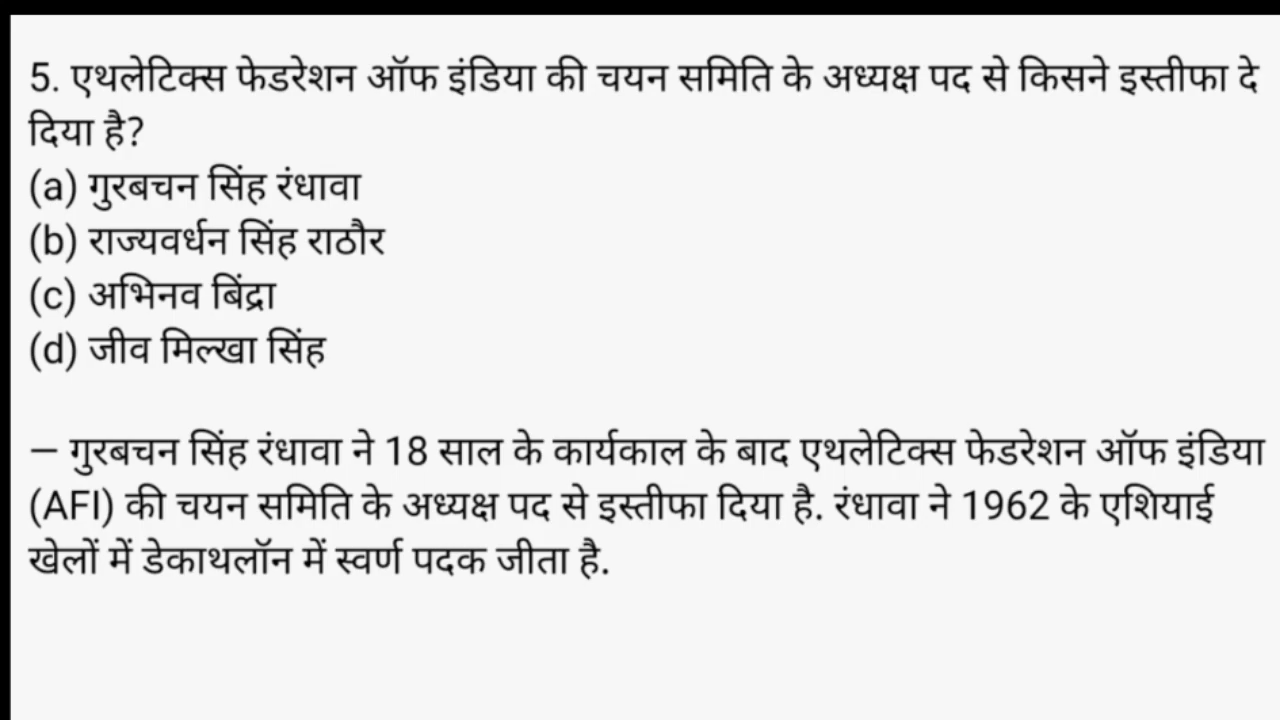 5. एथलेटिक्स फेडरेशन ऑफ इंडिया की चयन समिति के अध्यक्ष पद से किसने इस्तीफा दे
दिया है?
(a) गुरबचन सिंह रंधावा
(b) राज्यवर्धन सिंह राठौर
(c) अभिनव बिंद्रा
(d) जीव मिल्खा सिंह
– गुरबचन सिंह रंधावा ने 18 साल के कार्यकाल के बाद एथलेटिक्स फेडरेशन ऑफ इंडिया
(AFI) की चयन समिति के अध्यक्ष पद से इस्तीफा दिया है. रंधावा ने 1962 के एशियाई
खेलों में डेकाथलॉन में स्वर्ण पदक जीता है.